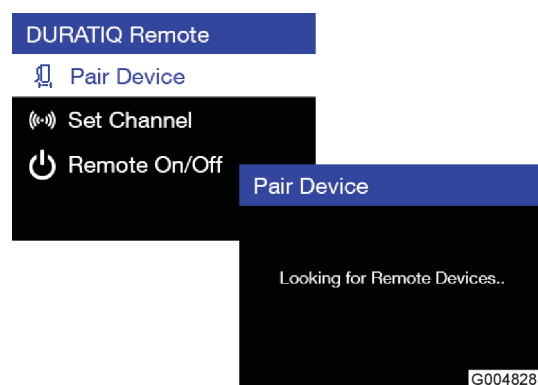 DURATIQ Remote
Pair Device
Set Channel
Remote On/Off
Pair Device
Looking for Remote Devices..
G004828